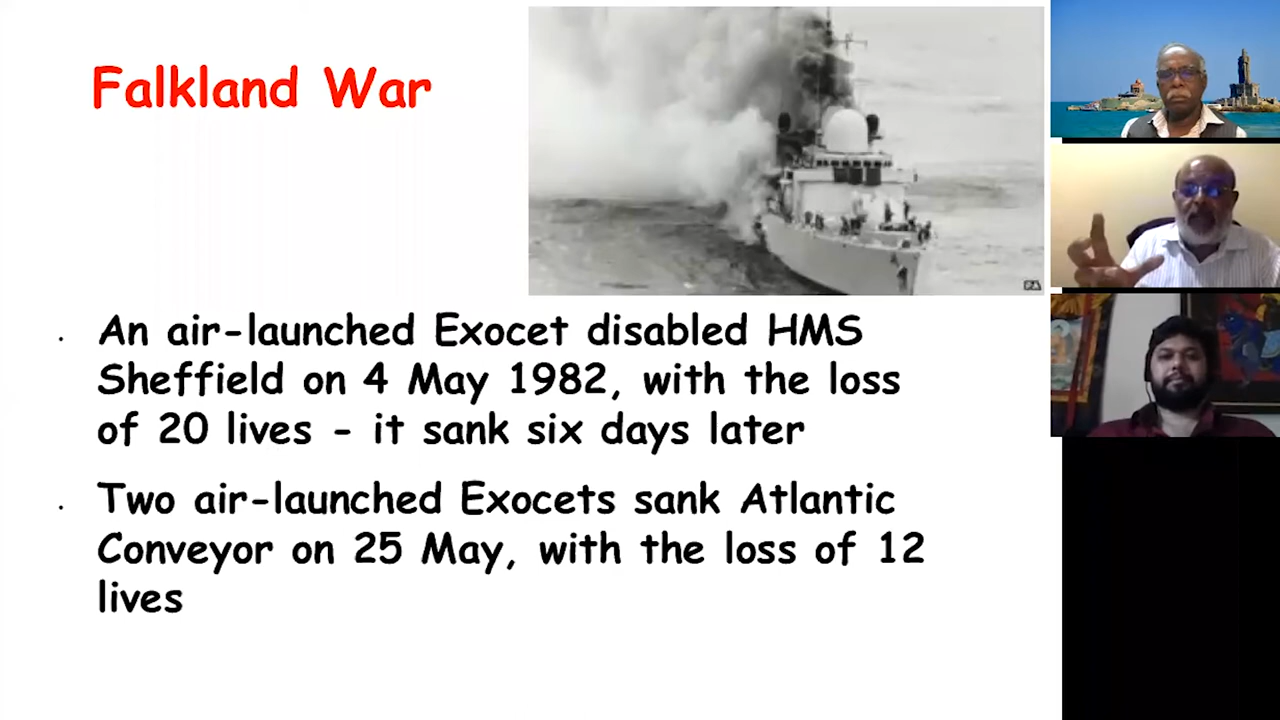 Falkland War
PA
· An air-launched Exocet disabled HMS
Sheffield on 4 May 1982, with the loss
of 20 lives - it sank six days later
· Two air-launched Exocets sank Atlantic
Conveyor on 25 May, with the loss of 12
lives